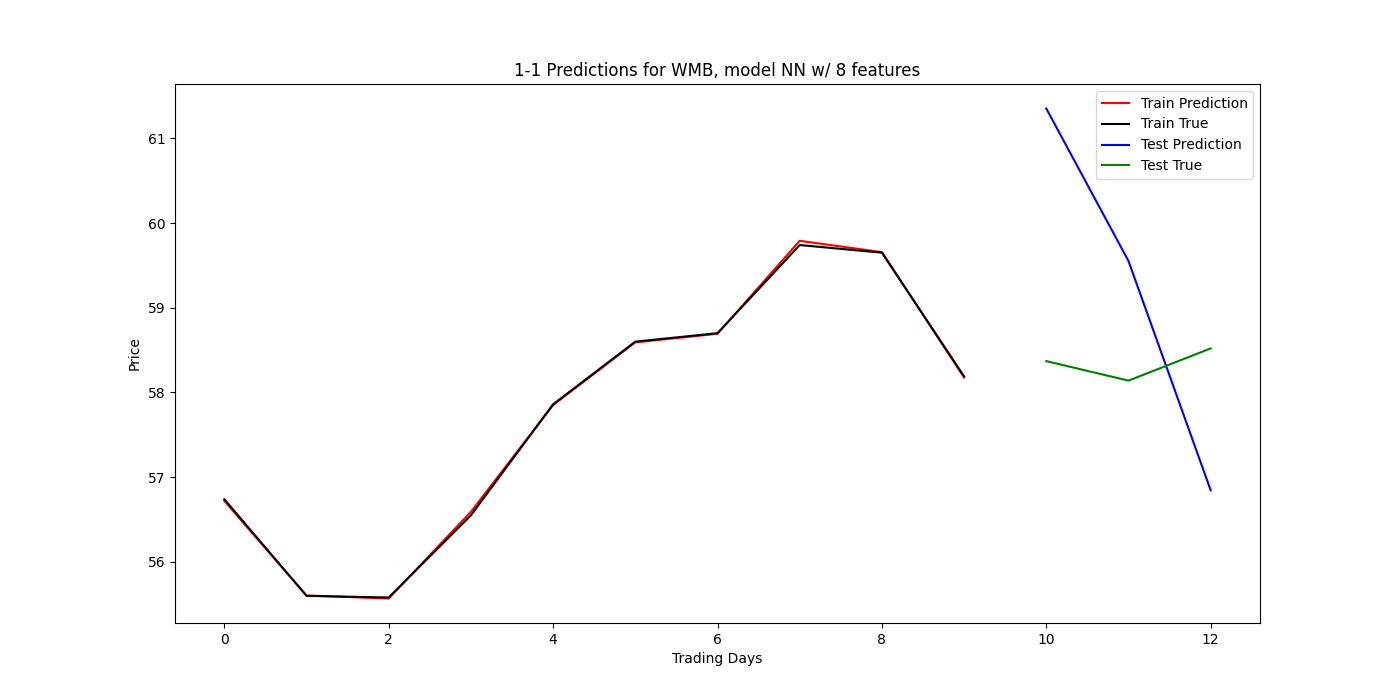 1-1 Predictions for WMB, model NN w/ 8 features
Train Prediction
Train True
Test Prediction
Test True
61
60
59
58
57
56
Price
0 2 4 6 8 10 12
Trading Days